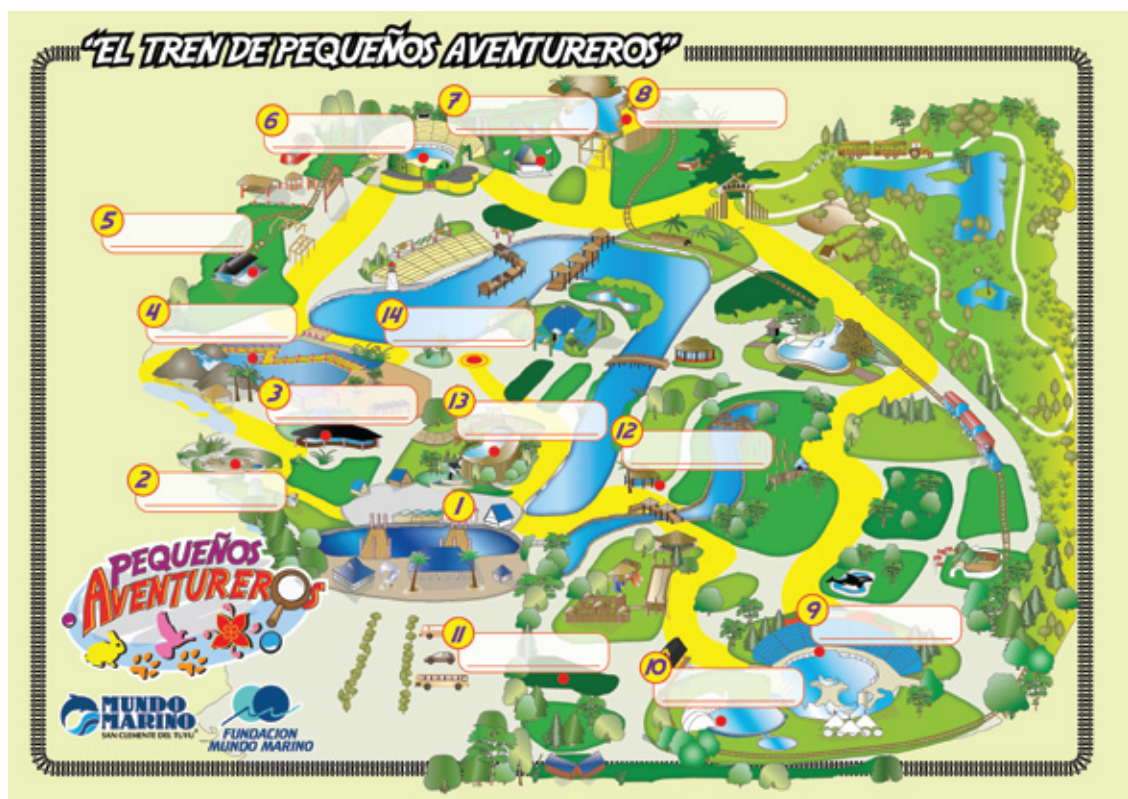 "EL TREN DE PEQUEÑOS AVENTUREROS"
7
8
6
5
4
14
3
13
12
2
1
PEQUEÑOS
AVENTUREROS
9
11
10
MUNDO
MARINO
SAN CLEMENTE DEL TUYU
FUNDACION
MUNDO MARINO